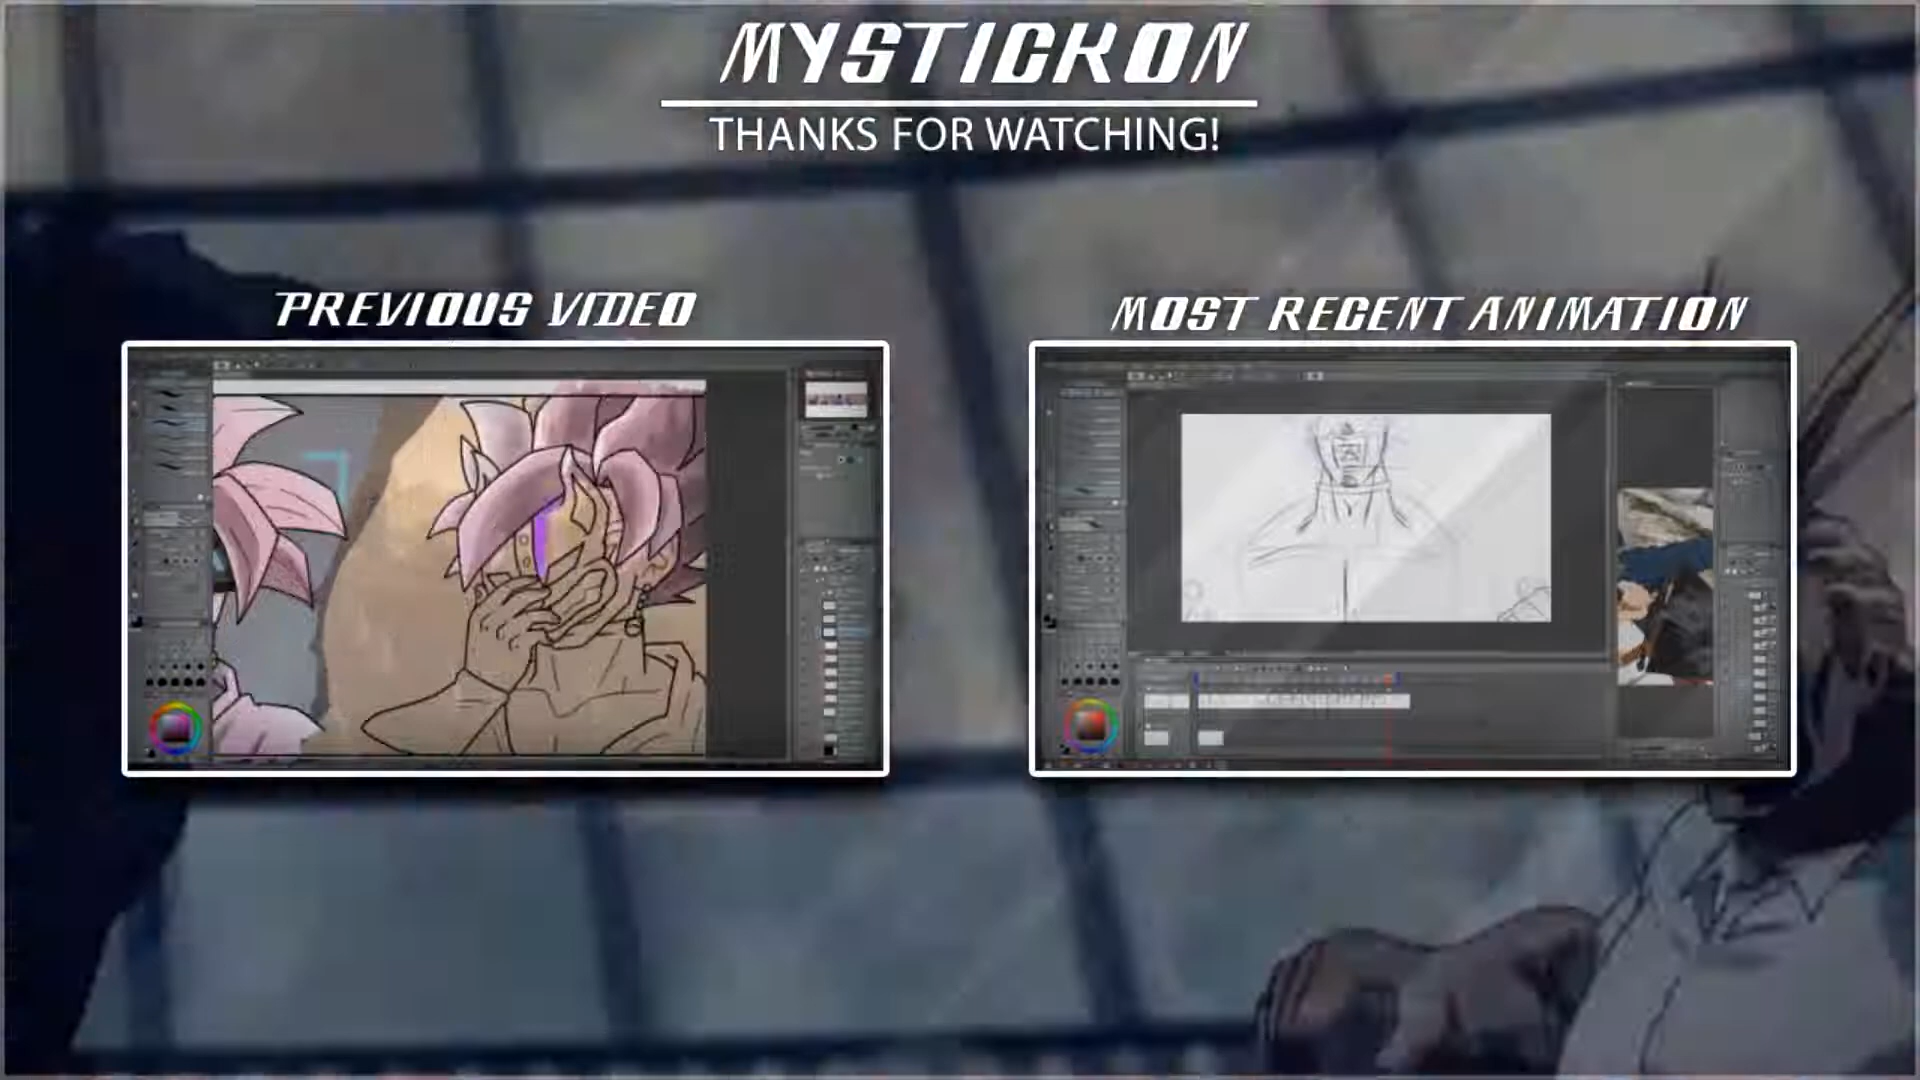 MYSTICKON
THANKS FOR WATCHING!
PREVIOUS VIDEO
MOST RECENT ANIMATION